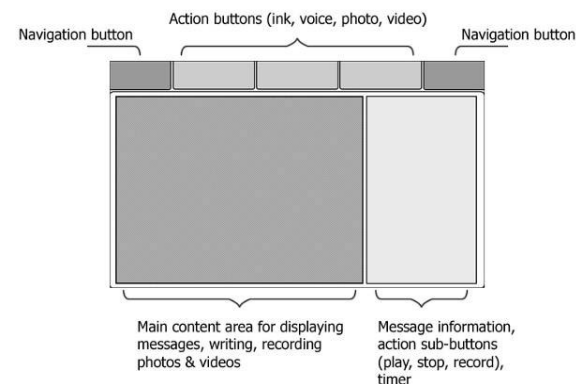 Action buttons (ink, voice, photo, video)
Navigation button
Navigation button
Main content area for displaying
messages, writing, recording
photos & videos
Message information,
action sub-buttons
(play, stop, record),
timer